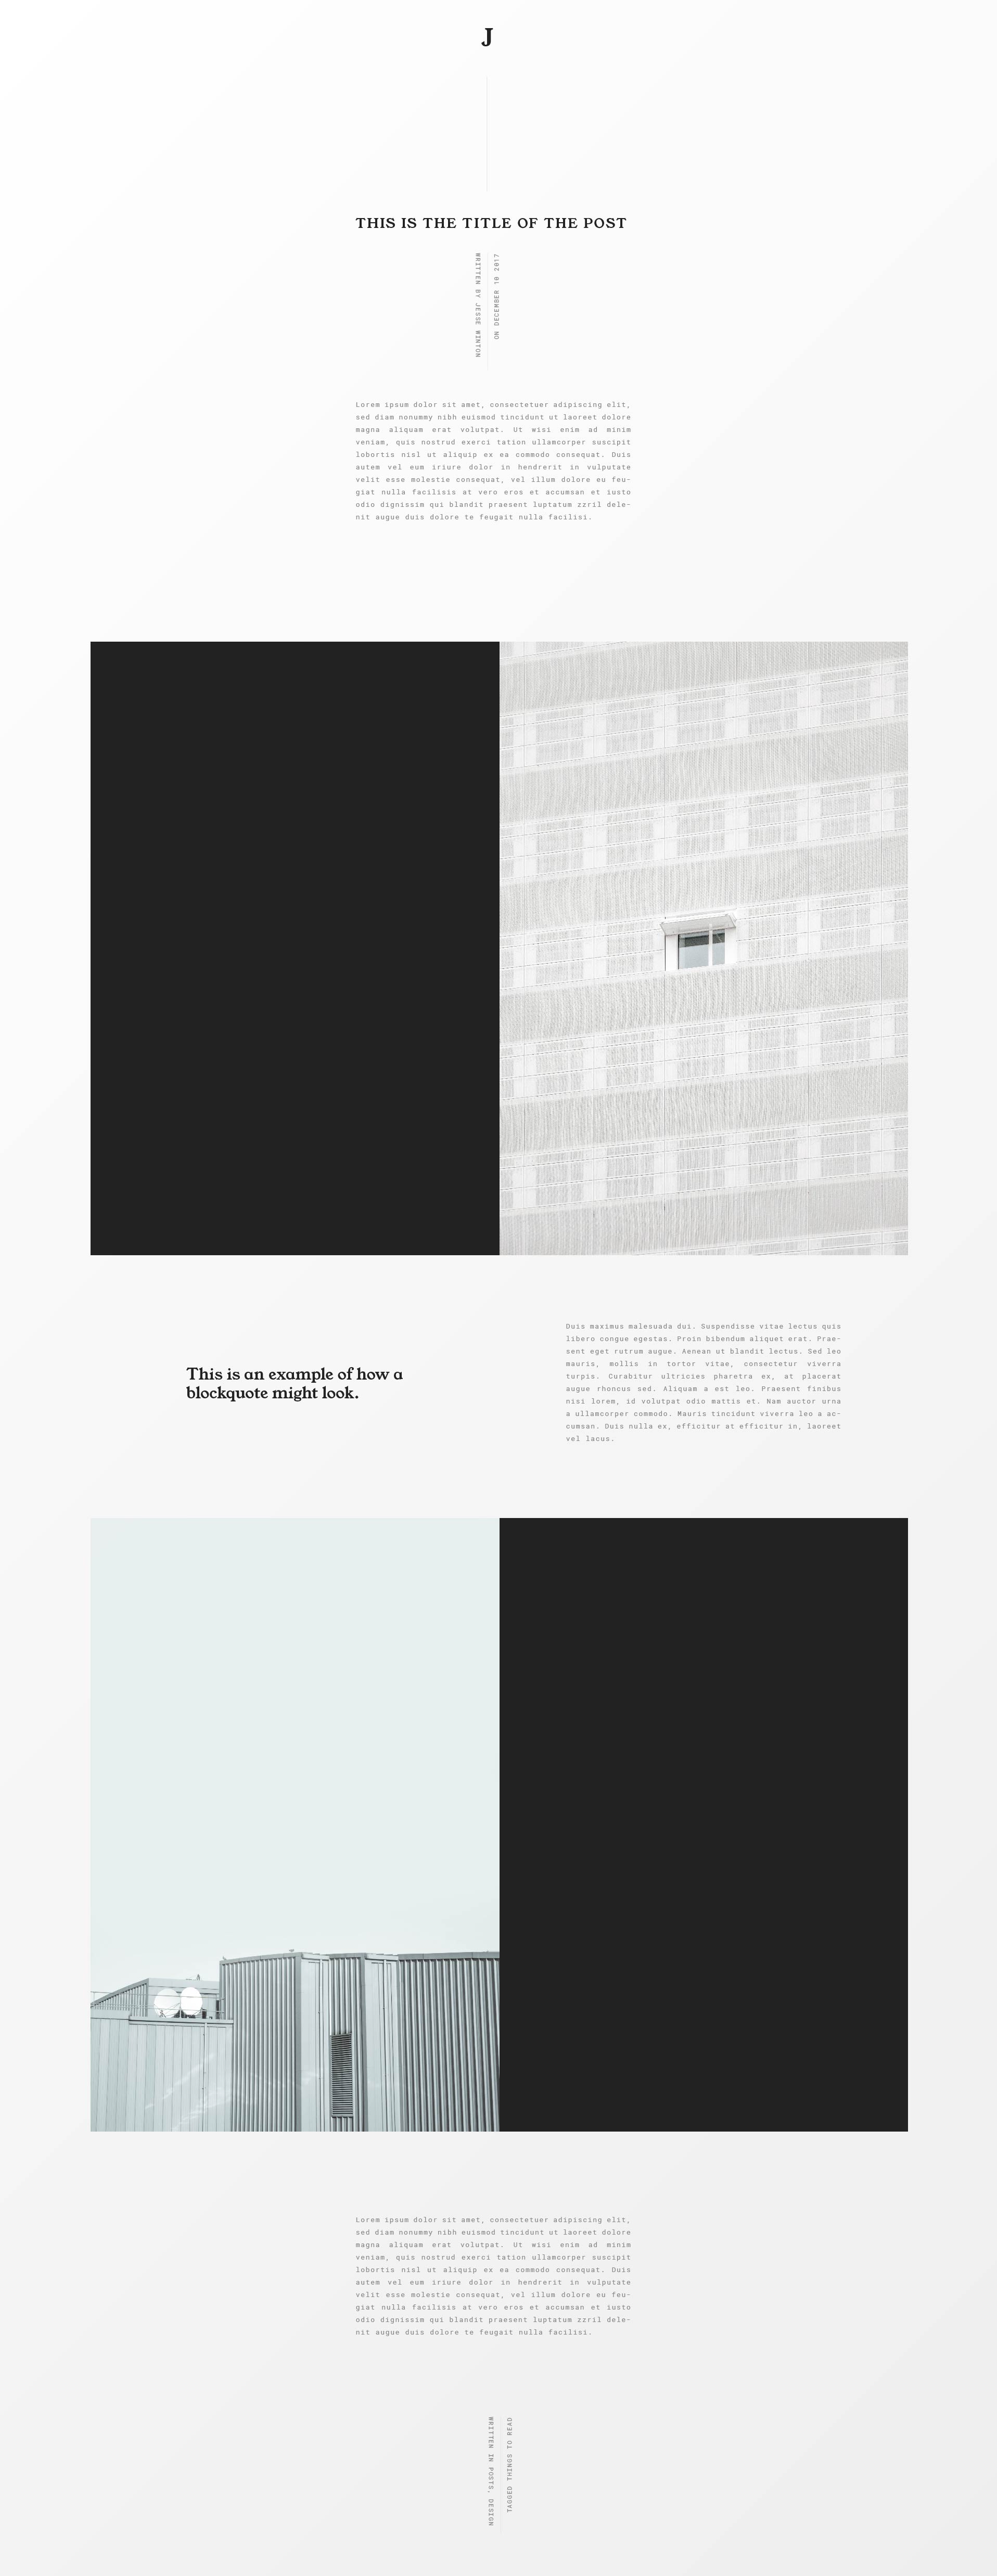 J
THIS IS THE TITLE OF THE POST
WRITTEN BY JESSE WINTON
ON DECEMBER 10 2017
Lorem ipsum dolor sit amet, consectetuer adipiscing elit,
sed diam nonummy nibh euismod tincidunt ut laoreet dolore
magna aliquam erat volutpat. Ut wisi enim ad minim
veniam, quis nostrud exerci tation ullamcorper suscipit
lobortis nisl ut aliquip ex ea commodo consequat. Duis
autem vel eum iriure dolor in hendrerit in vulputate
velit esse molestie consequat, vel illum dolore eu feu-
giat nulla facilisis at vero eros et accumsan et iusto
odio dignissim qui blandit praesent luptatum zzril dele-
nit augue duis dolore te feugait nulla facilisi.
This is an example of how a
blockquote might look.
Duis maximus malesuada dui. Suspendisse vitae lectus quis
libero congue egestas. Proin bibendum aliquet erat. Prae-
sent eget rutrum augue. Aenean ut blandit lectus. Sed leo
mauris, mollis in tortor vitae, consectetur viverra
turpis. Curabitur ultricies pharetra ex, at placerat
augue rhoncus sed. Aliquam a est leo. Praesent finibus
nisi lorem, id volutpat odio mattis et. Nam auctor urna
a ullamcorper commodo. Mauris tincidunt viverra leo a ac-
cumsan. Duis nulla ex, efficitur at efficitur in, laoreet
vel lacus.
Lorem ipsum dolor sit amet, consectetuer adipiscing elit,
sed diam nonummy nibh euismod tincidunt ut laoreet dolore
magna aliquam erat volutpat. Ut wisi enim ad minim
veniam, quis nostrud exerci tation ullamcorper suscipit
lobortis nisl ut aliquip ex ea commodo consequat. Duis
autem vel eum iriure dolor in hendrerit in vulputate
velit esse molestie consequat, vel illum dolore eu feu-
giat nulla facilisis at vero eros et accumsan et iusto
odio dignissim qui blandit praesent luptatum zzril dele-
nit augue duis dolore te feugait nulla facilisi.
WRITTEN IN POSTS, DESIGN
TAGGED THINGS TO READ